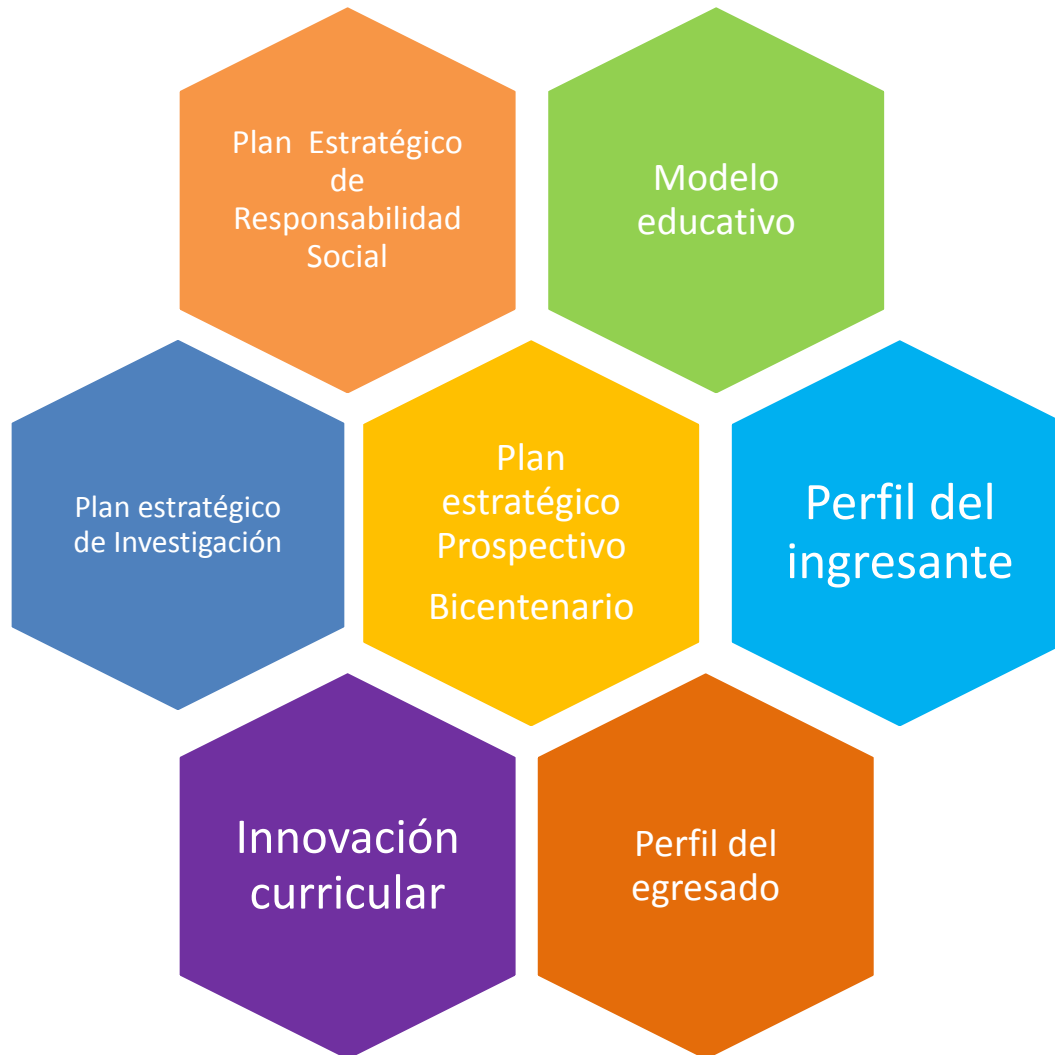 Plan Estratégico
de
Responsabilidad
Social
Modelo
educativo
Plan estratégico
de Investigación
Plan
estratégico
Prospectivo
Bicentenario
Perfil del
ingresante
Innovación
curricular
Perfil del
egresado